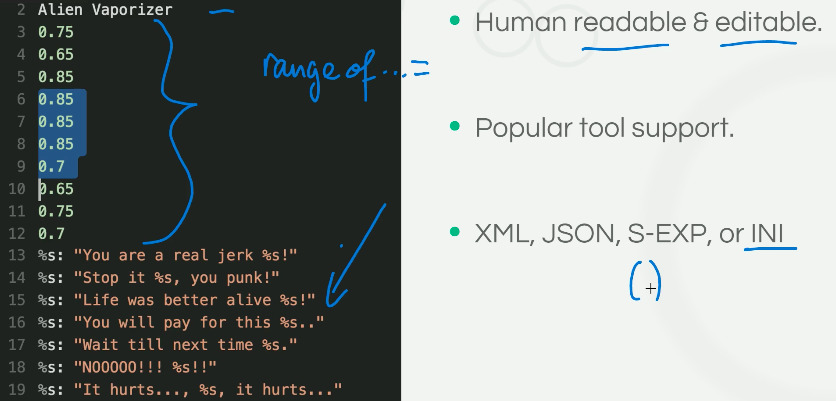 2 Alien Vaporizer
3 0.75
4 0.65
5 0.85
6 0.85
7 0.85
8 0.85
9 0.7
10 0.65
11 0.75
12 0.7
13 %s: "You are a real jerk %s!"
14 %s: "Stop it %s, you punk!"
15 %s: "Life was better alive %s!"
16 %s: "You will pay for this %s.."
17 %s: "Wait till next time %s."
18 %s: "NOOOOO!!! %s!!"
19 %s: "It hurts..., %s, it hurts..."
range of...=
• Human readable & editable.
• Popular tool support.
• XML, JSON, S-EXP, or INI
( )